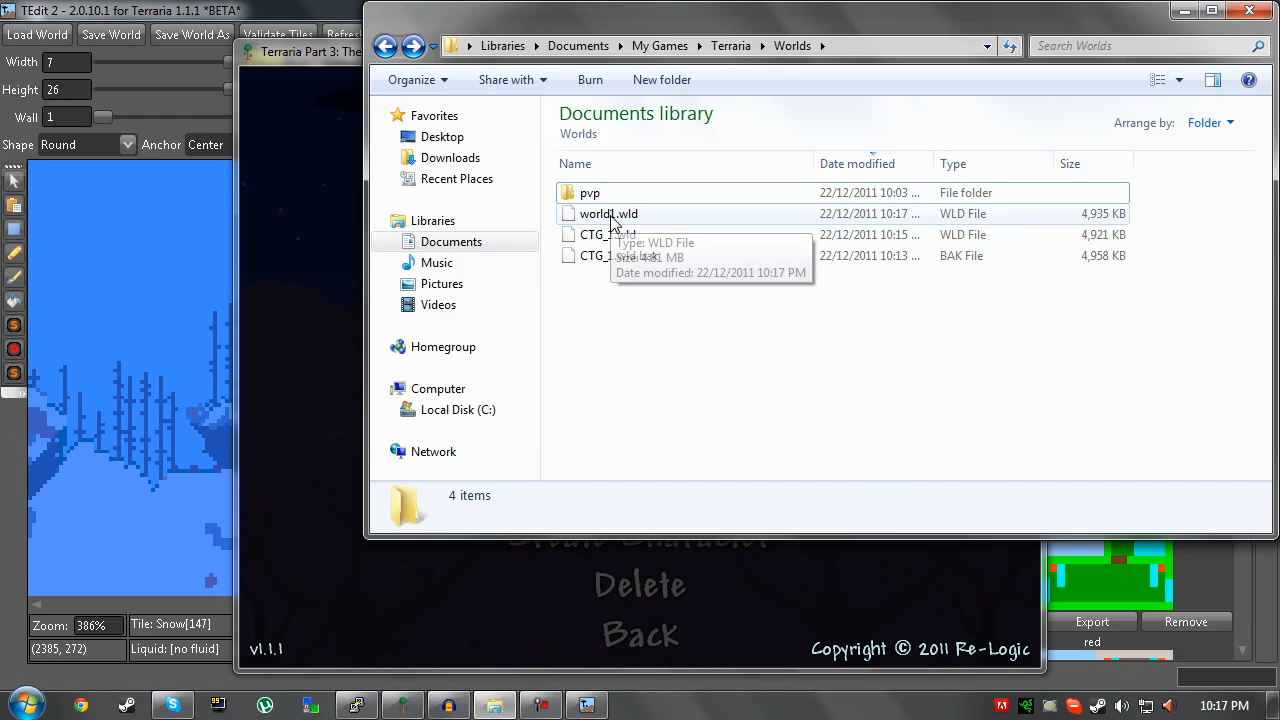 TEdit 2 - 2.0.10.1 for Terraria 1.1.1 *BETA*
Load World Save World Save World As Validate Tiles
Width 7
Height 26
Wall 1
Shape Round Anchor Center
Terraria Part 3: The
Libraries Documents My Games Terraria Worlds
Search Worlds
Organize Share with Burn New folder
Favorites
Desktop
Downloads
Recent Places
Libraries
Documents
Music
Pictures
Videos
Homegroup
Computer
Local Disk (C:)
Network
Documents library
Worlds
Arrange by: Folder
Name Date modified Type Size
pvp 22/12/2011 10:03 ... File folder
world1.wld 22/12/2011 10:17 ... WLD File 4,935 KB
22/12/2011 10:15 ... WLD File 4,921 KB
22/12/2011 10:13 ... BAK File 4,958 KB
Type: WLD File
Size: 4.81 MB
Date modified: 22/12/2011 10:17 PM
4 items
Create Character
Delete
Back
v1.1.1
Copyright © 2011 Re-Logic
Zoom: 386% Tile: Snow[147]
(2385, 272) Liquid: [no fluid]
Export Remove
red
10:17 PM